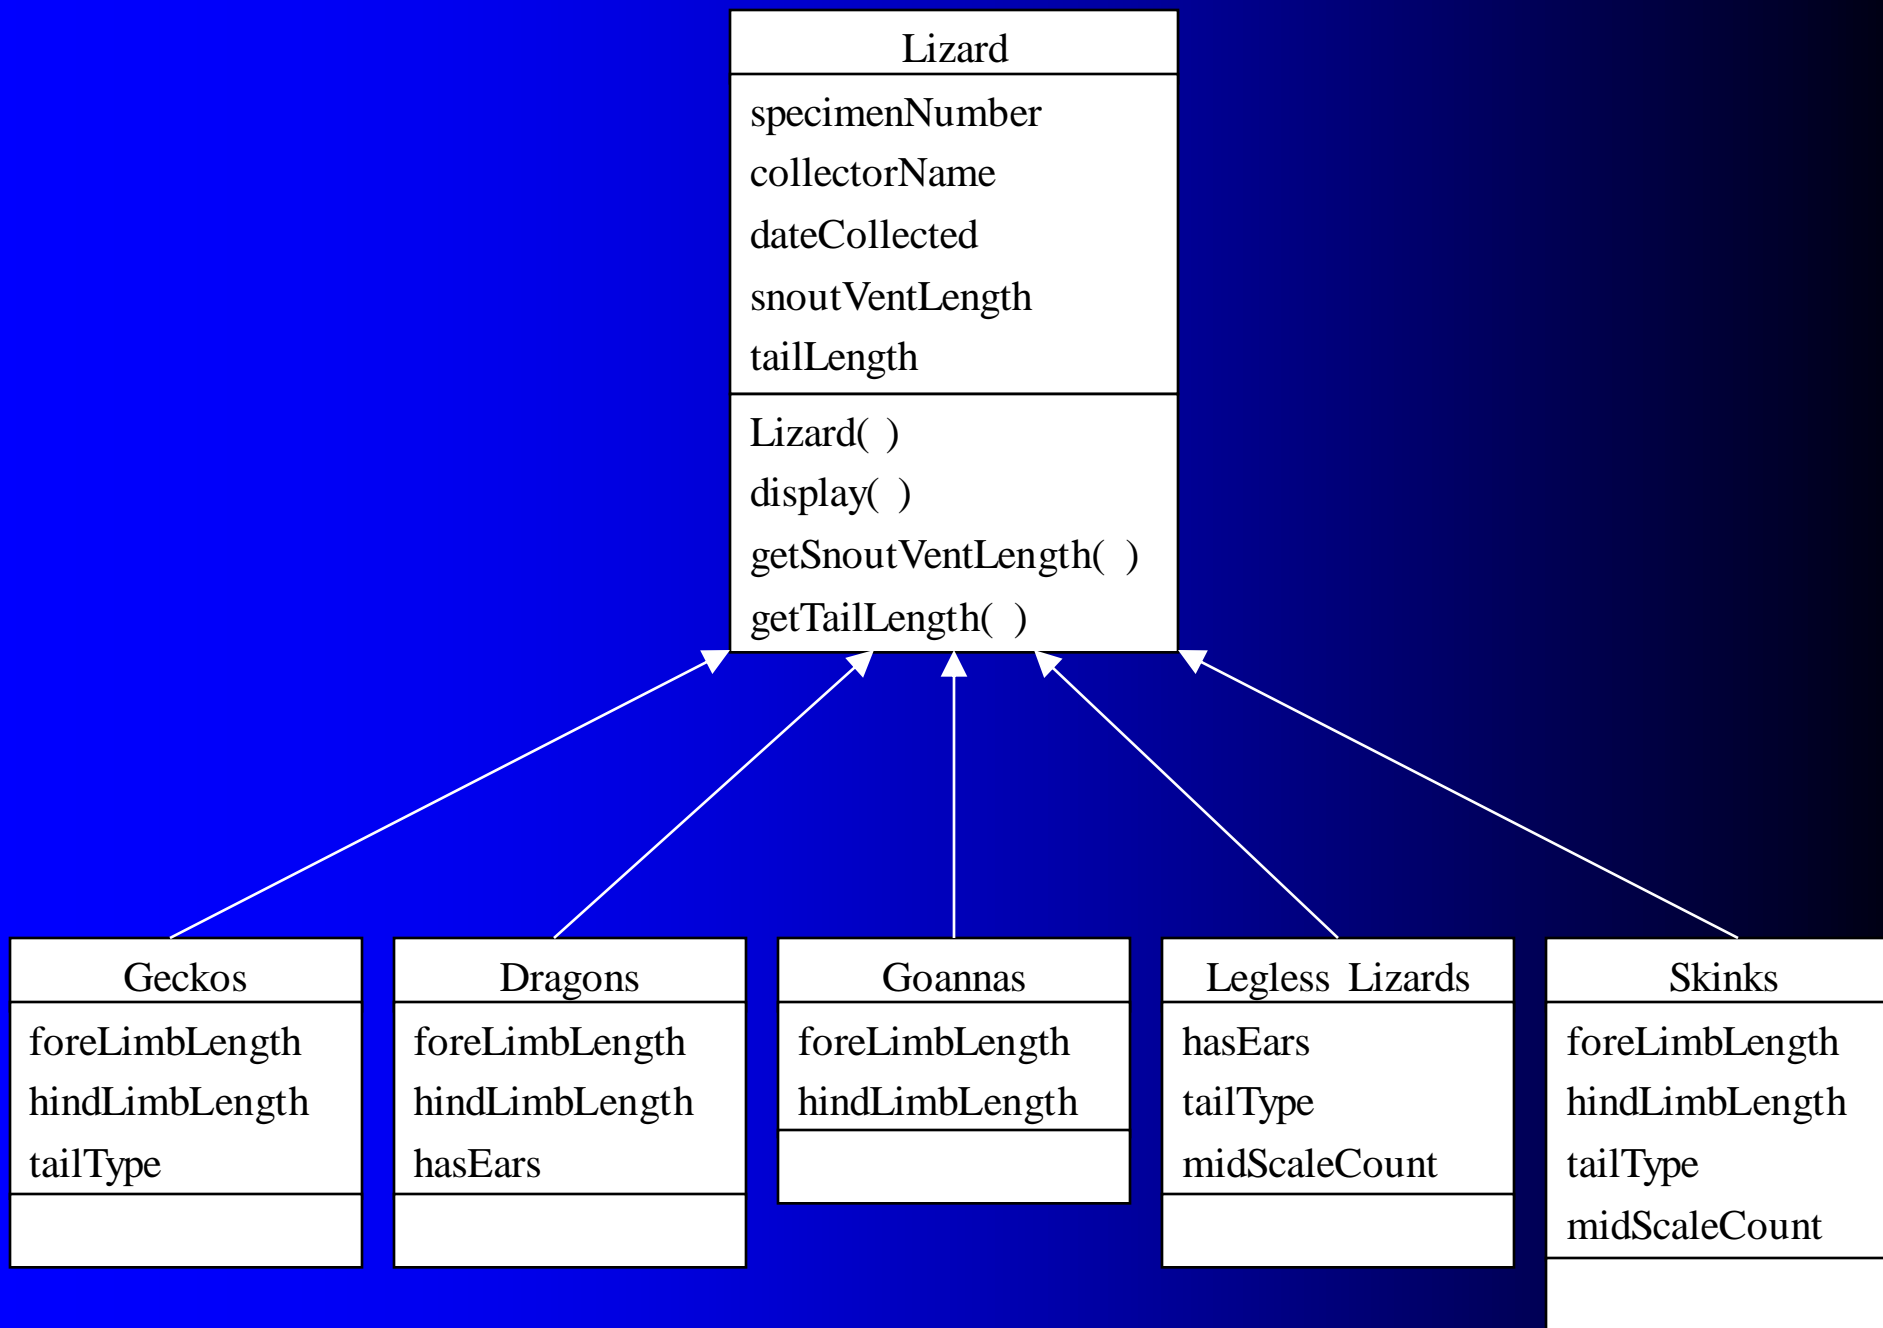 Lizard
specimenNumber
collectorName
dateCollected
snoutVentLength
tailLength
Lizard( )
display( )
getSnoutVentLength( )
getTailLength( )
Geckos
foreLimbLength
hindLimbLength
tailType
Dragons
foreLimbLength
hindLimbLength
hasEars
Goannas
foreLimbLength
hindLimbLength
Legless Lizards
hasEars
tailType
midScaleCount
Skinks
foreLimbLength
hindLimbLength
tailType
midScaleCount